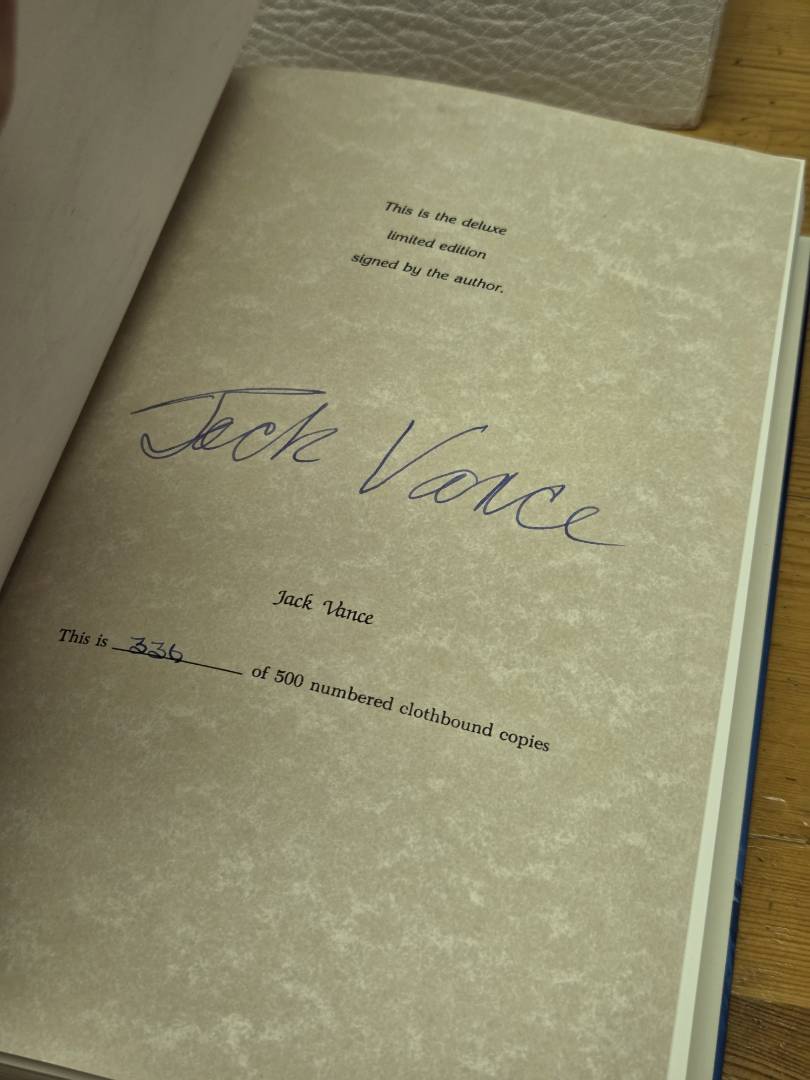 This is the deluxe
limited edition
signed by the author.
Jack Vance
Jack Vance
This is 336 of 500 numbered clothbound copies